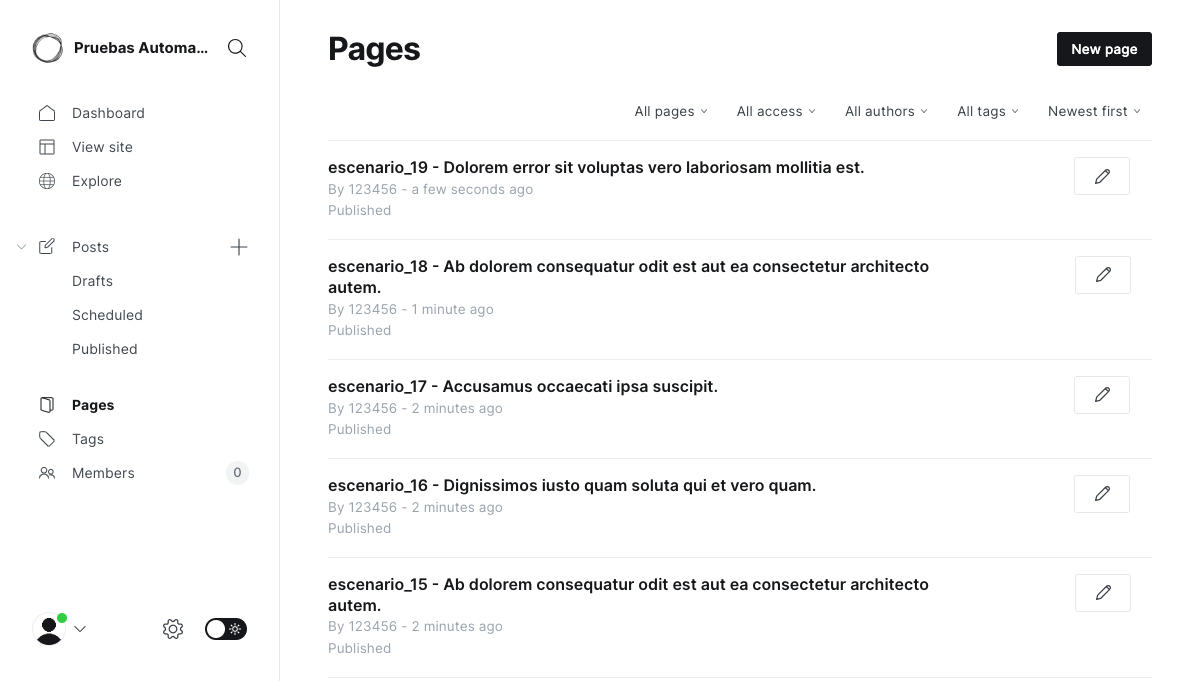 Pruebas Automa...
Dashboard
View site
Explore
Posts
Drafts
Scheduled
Published
Pages
Tags
Members
0
Pages
New page
All pages
All access
All authors
All tags
Newest first
escenario_19 - Dolorem error sit voluptas vero laboriosam mollitia est.
By 123456 - a few seconds ago
Published
escenario_18 - Ab dolorem consequatur odit est aut ea consectetur architecto
autem.
By 123456 - 1 minute ago
Published
escenario_17 - Accusamus occaecati ipsa suscipit.
By 123456 - 2 minutes ago
Published
escenario_16 - Dignissimos iusto quam soluta qui et vero quam.
By 123456 - 2 minutes ago
Published
escenario_15 - Ab dolorem consequatur odit est aut ea consectetur architecto
autem.
By 123456 - 2 minutes ago
Published